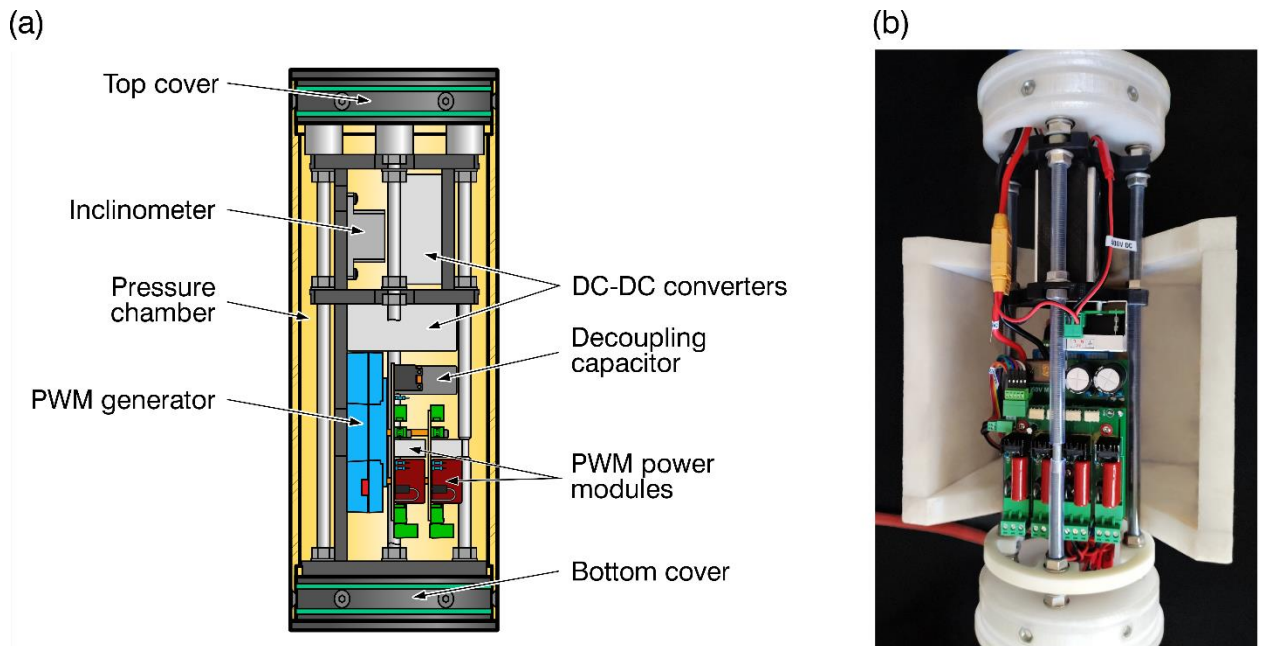 (a)
(b)
Top cover
Inclinometer
Pressure
chamber
PWM generator
DC-DC converters
Decoupling
capacitor
PWM power
modules
Bottom cover